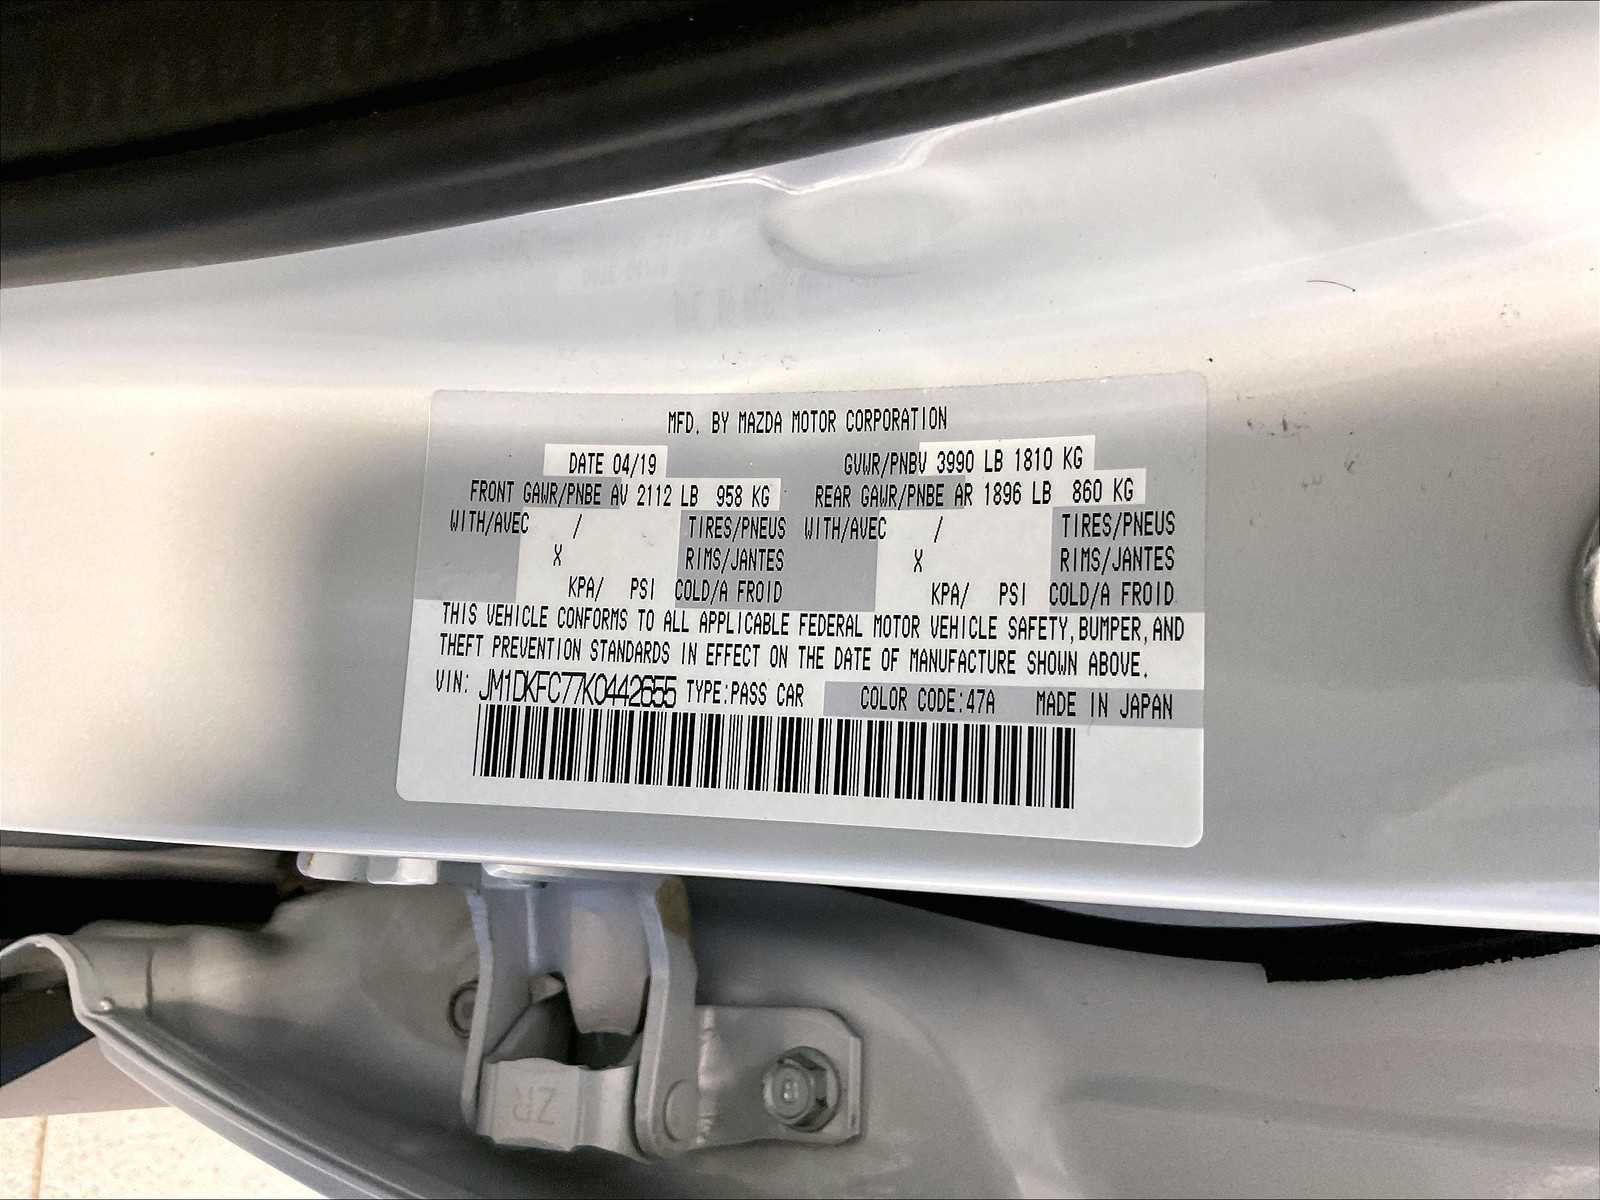 MFD. BY MAZDA MOTOR CORPORATION
DATE 04/19 GVWR/PNBV 3990 LB 1810 KG
FRONT GAWR/PNBE AV 2112 LB 958 KG REAR GAWR/PNBE AR 1896 LB 860 KG
WITH/AVEC / TIRES/PNEUS WITH/AVEC / TIRES/PNEUS
X RIMS/JANTES X RIMS/JANTES
KPA/ PSI COLD/A FROID KPA/ PSI COLD/A FROID
THIS VEHICLE CONFORMS TO ALL APPLICABLE FEDERAL MOTOR VEHICLE SAFETY, BUMPER, AND
THEFT PREVENTION STANDARDS IN EFFECT ON THE DATE OF MANUFACTURE SHOWN ABOVE.
VIN: JM1DKFC77K0442655 TYPE: PASS CAR COLOR CODE: 47A MADE IN JAPAN
ZR
8